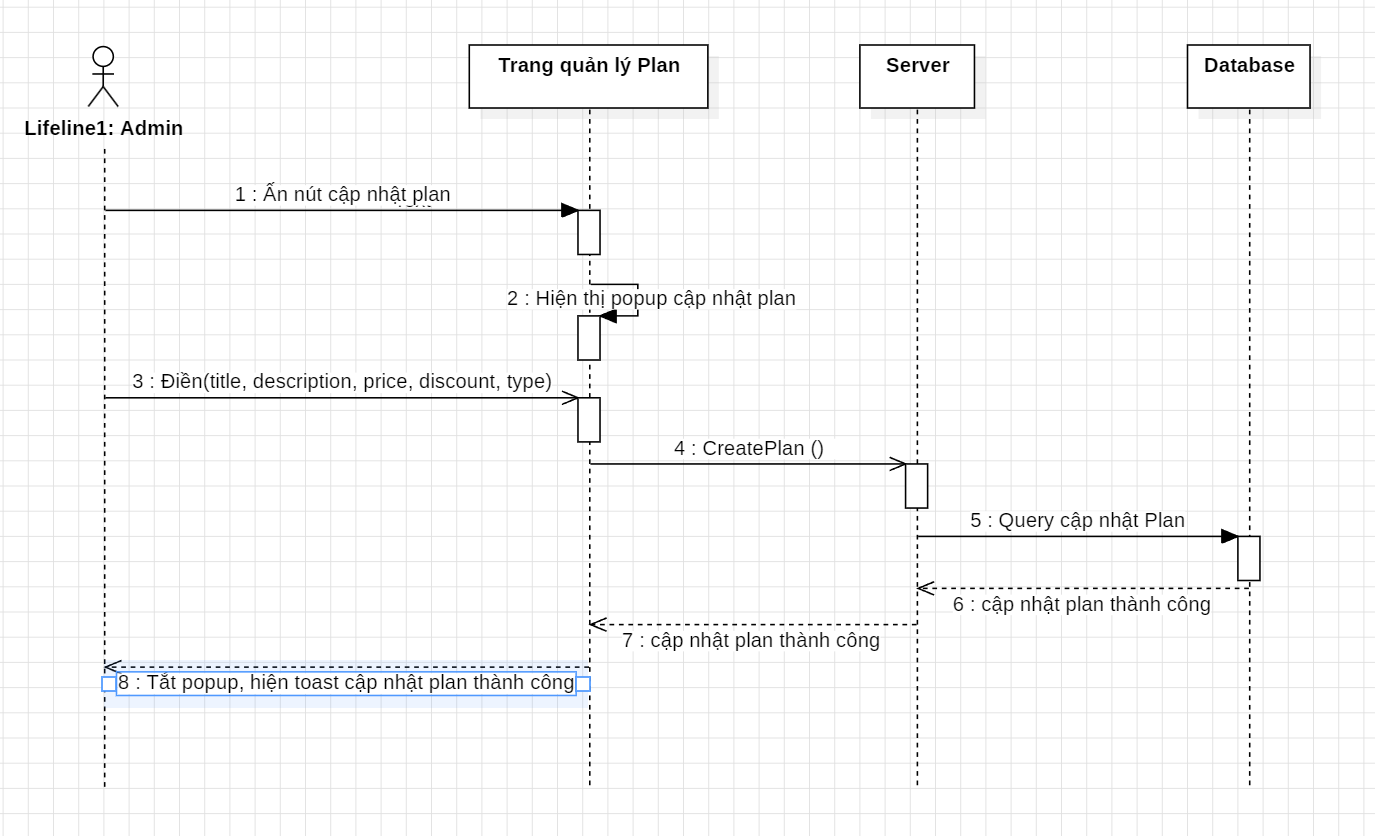 Trang quản lý Plan
Server
Database
Lifeline1: Admin
1 : Ấn nút cập nhật plan
2 : Hiện thị popup cập nhật plan
3 : Điền(title, description, price, discount, type)
4 : CreatePlan ()
5 : Query cập nhật Plan
6 : cập nhật plan thành công
7 : cập nhật plan thành công
8 : Tắt popup, hiện toast cập nhật plan thành công